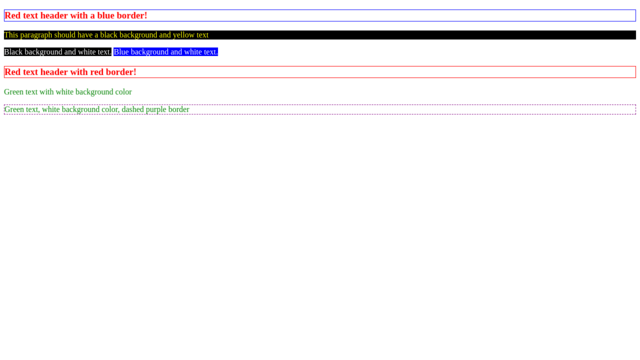 Red text header with a blue border!
This paragraph should have a black background and yellow text
Black background and white text. Blue background and white text.
Red text header with red border!
Green text with white background color
Green text, white background color, dashed purple border